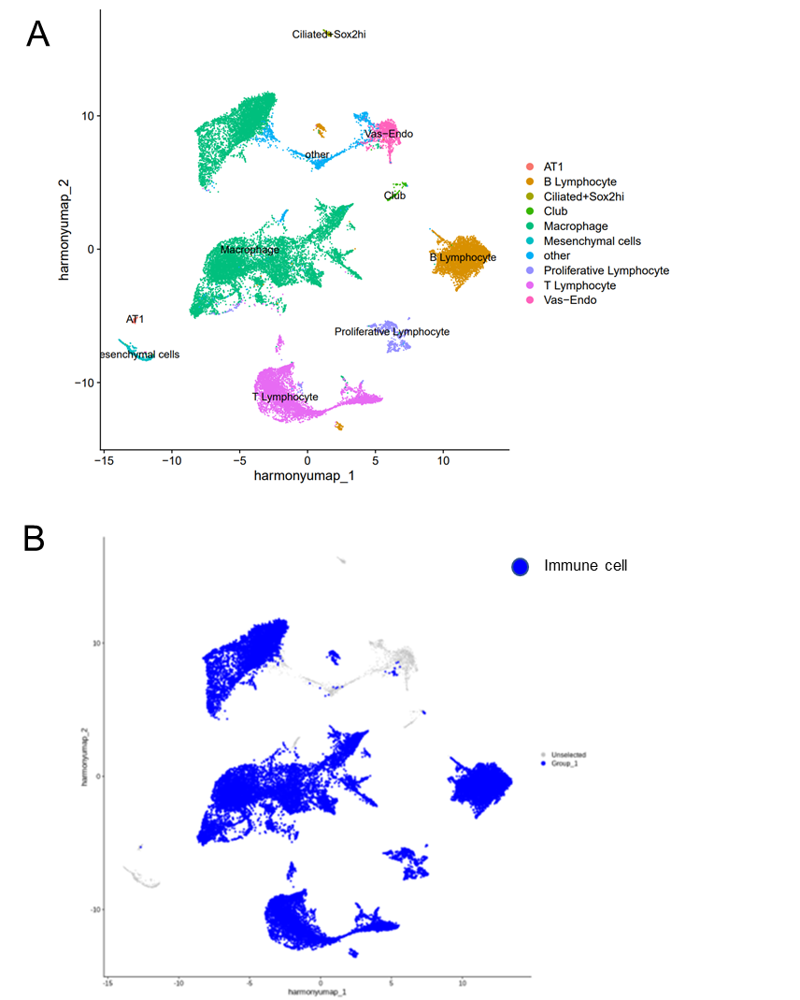 A
Ciliated+Sox2hi
10
Vas−Endo
other
Club
harmonyumap_2
0
Macrophage
B Lymphocyte
AT1
Proliferative Lymphocyte
esenchymal cells
−10
T Lymphocyte
−15
−10
−5
0
5
10
harmonyumap_1
AT1
B Lymphocyte
Ciliated+Sox2hi
Club
Macrophage
Mesenchymal cells
other
Proliferative Lymphocyte
T Lymphocyte
Vas−Endo
B
Immune cell
10
harmonyumap_2
0
-10
-15
-10
-5
0
5
10
harmonyumap_1
Unselected
Group_1